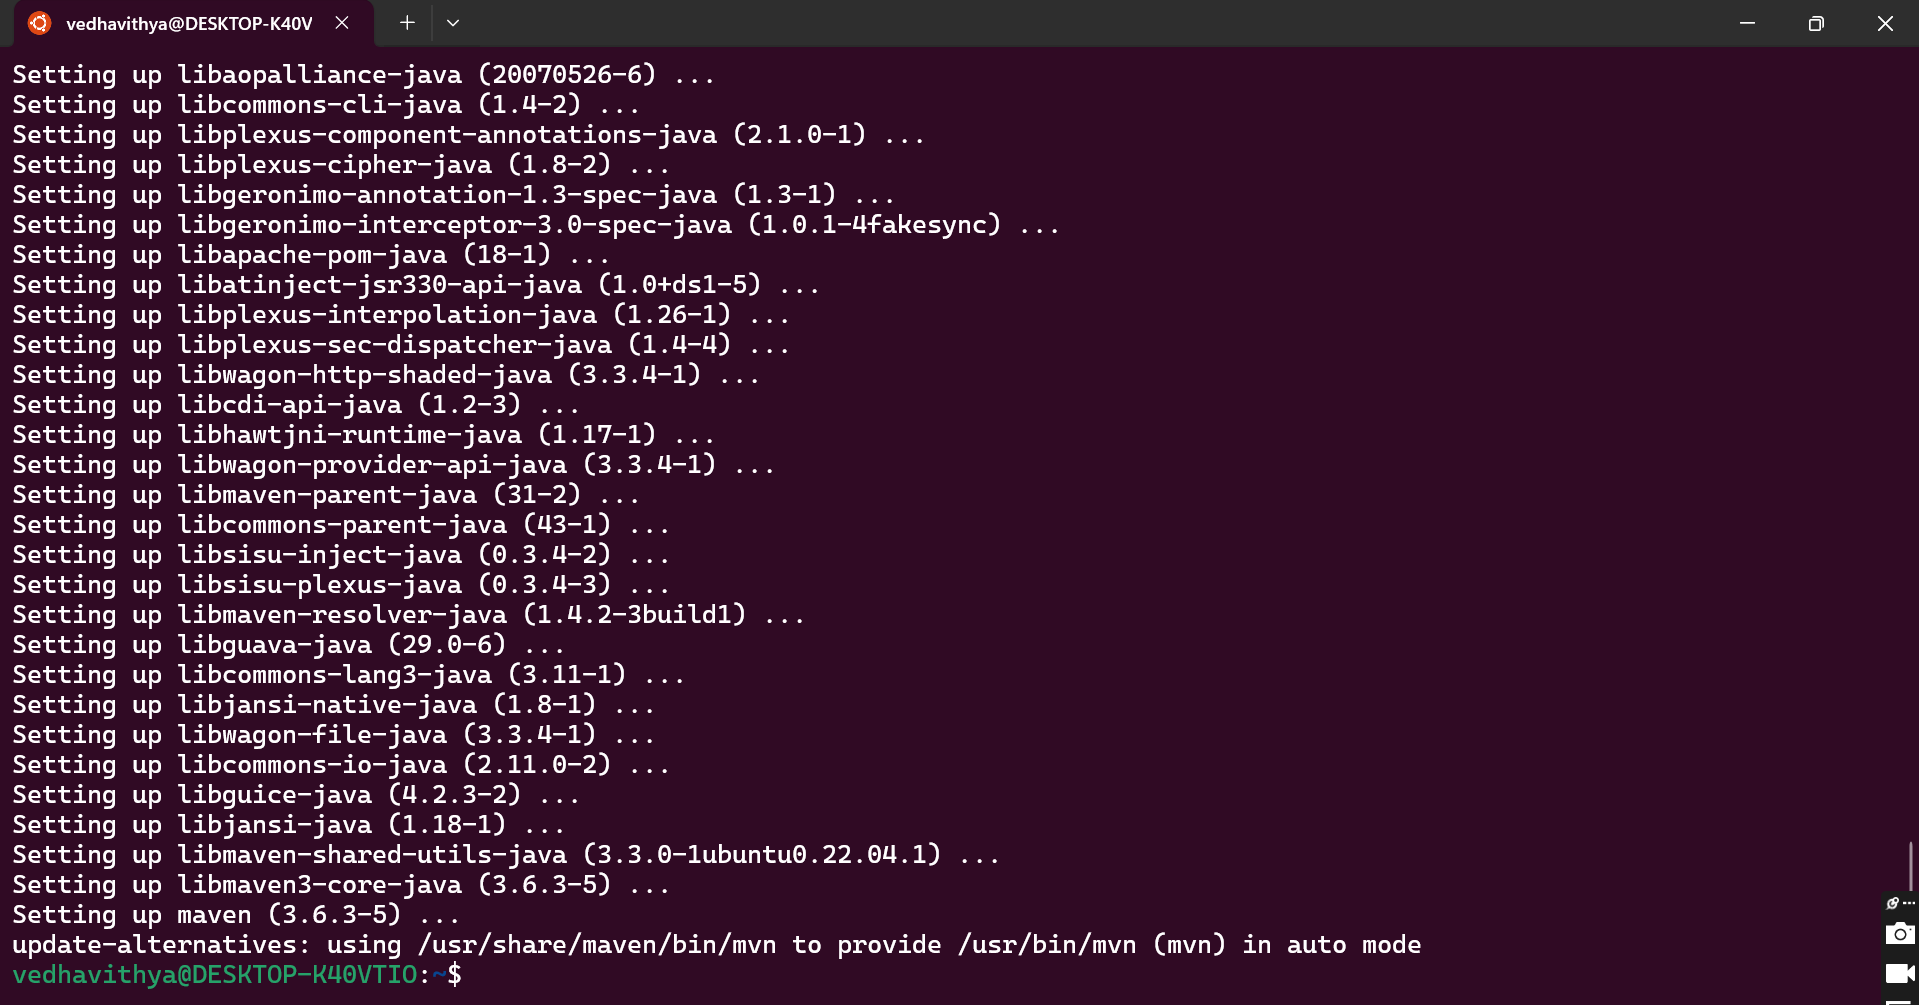 vedhavithya@DESKTOP-K40V
Setting up libaopalliance-java (20070526-6) ...
Setting up libcommons-cli-java (1.4-2) ...
Setting up libplexus-component-annotations-java (2.1.0-1) ...
Setting up libplexus-cipher-java (1.8-2) ...
Setting up libgeronimo-annotation-1.3-spec-java (1.3-1) ...
Setting up libgeronimo-interceptor-3.0-spec-java (1.0.1-4fakesync) ...
Setting up libapache-pom-java (18-1) ...
Setting up libatinject-jsr330-api-java (1.0+ds1-5) ...
Setting up libplexus-interpolation-java (1.26-1) ...
Setting up libplexus-sec-dispatcher-java (1.4-4) ...
Setting up libwagon-http-shaded-java (3.3.4-1) ...
Setting up libcdi-api-java (1.2-3) ...
Setting up libhawtjni-runtime-java (1.17-1) ...
Setting up libwagon-provider-api-java (3.3.4-1) ...
Setting up libmaven-parent-java (31-2) ...
Setting up libcommons-parent-java (43-1) ...
Setting up libsisu-inject-java (0.3.4-2) ...
Setting up libsisu-plexus-java (0.3.4-3) ...
Setting up libmaven-resolver-java (1.4.2-3build1) ...
Setting up libguava-java (29.0-6) ...
Setting up libcommons-lang3-java (3.11-1) ...
Setting up libjansi-native-java (1.8-1) ...
Setting up libwagon-file-java (3.3.4-1) ...
Setting up libcommons-io-java (2.11.0-2) ...
Setting up libguice-java (4.2.3-2) ...
Setting up libjansi-java (1.18-1) ...
Setting up libmaven-shared-utils-java (3.3.0-1ubuntu0.22.04.1) ...
Setting up libmaven3-core-java (3.6.3-5) ...
Setting up maven (3.6.3-5) ...
update-alternatives: using /usr/share/maven/bin/mvn to provide /usr/bin/mvn (mvn) in auto mode
vedhavithya@DESKTOP-K40VTIO:~$